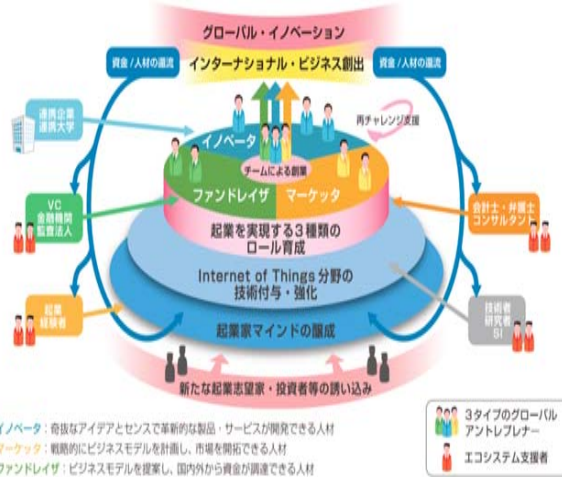 グローバル・イノベーション
資金/人材の還流
インターナショナル・ビジネス創出
資金/人材の還流
連携企業
連携大学
イノベータ
再チャレンジ支援
チームによる創業
ファンドレイザ
マーケッタ
VC
金融機関
監査法人
会計士・弁護士
コンサルタント
起業を実現する3種類の
ロール育成
Internet of Things 分野の
技術付与・強化
起業
経験者
技術者
研究者
SI
起業家マインドの醸成
新たな起業志望家・投資者等の誘い込み
イノベータ：奇抜なアイデアとセンスで革新的な製品・サービスが開発できる人材
マーケッタ：戦略的にビジネスモデルを計画し、市場を開拓できる人材
ファンドレイザ：ビジネスモデルを提案し、国内外から資金が調達できる人材
3タイプのグローバル
アントレプレナー
エコシステム支援者